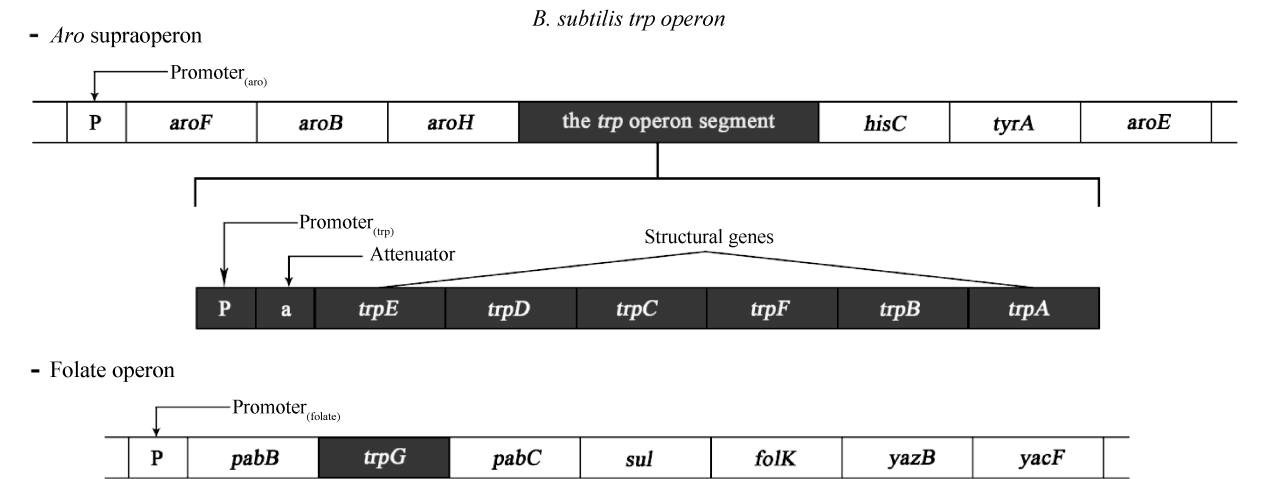 B. subtilis trp operon
- Aro supraoperon
Promoter(aro)
P aroF aroB aroH the trp operon segment hisC tyrA aroE
Promoter(trp)
Structural genes
Attenuator
P a trpE trpD trpC trpF trpB trpA
- Folate operon
Promoter(folate)
P pabB trpG pabC sul folK yazB yacF